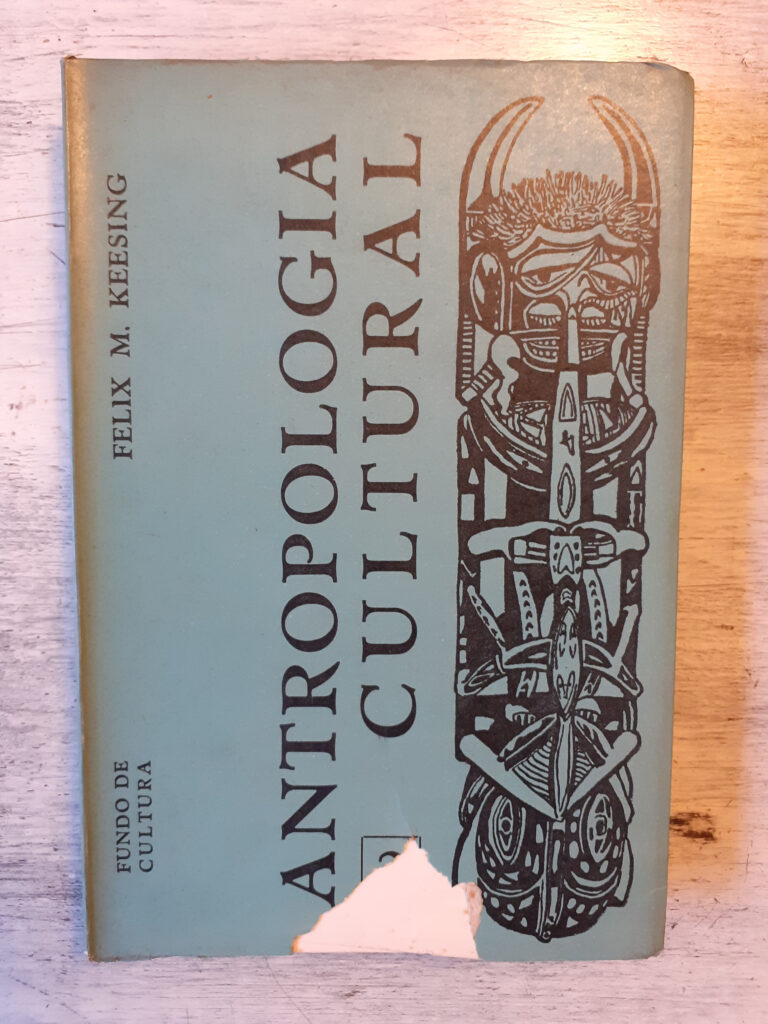 FELIX M. KEESING
ANTROPOLOGIA
CULTURAL
FUNDO DE
CULTURA